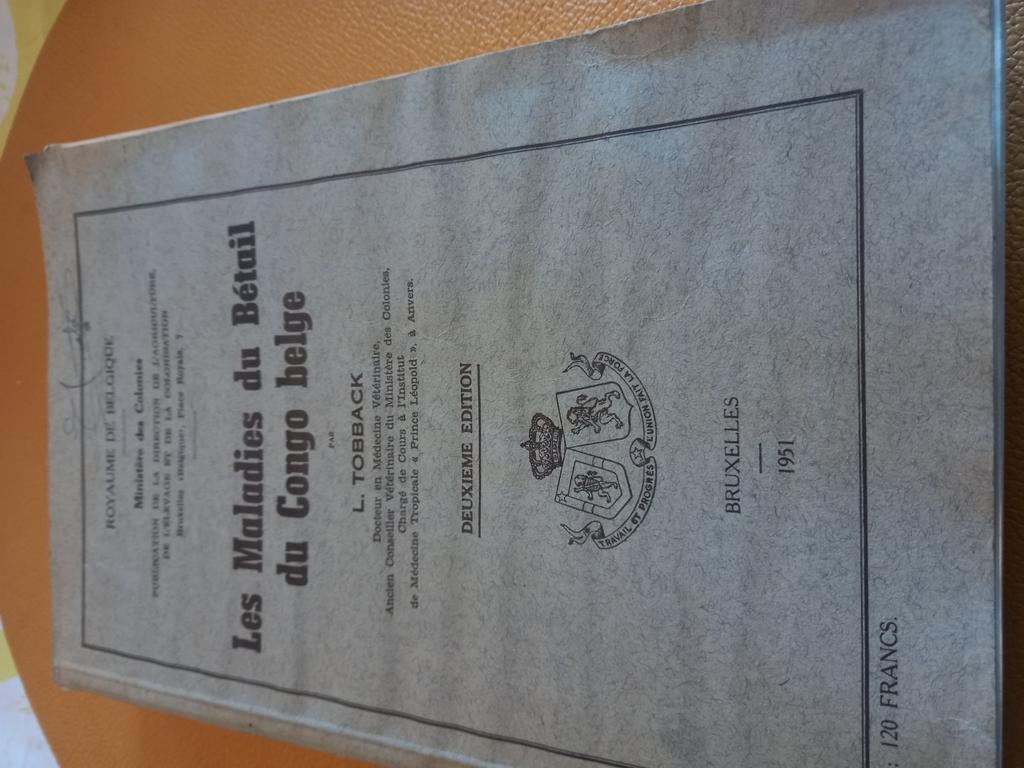 ROYAUME DE BELGIQUE
Ministère des Colonies
PUBLICATION DE LA DIRECTION DE L'AGRICULTURE,
DE L'ELEVAGE ET DE LA COLONISATION
Bruxelles (Belgique), Place Royale, 7
Les Maladies du Bétail
du Congo belge
PAR
L. TOBBACK
Docteur en Médecine Vétérinaire,
Ancien Conseiller Vétérinaire du Ministère des Colonies,
Chargé de Cours à l'Institut
de Médecine Tropicale « Prince Léopold », à Anvers.
DEUXIEME EDITION
TRAVAIL ET PROGRES
L'UNION FAIT LA FORCE
BRUXELLES
1951
: 120 FRANCS.